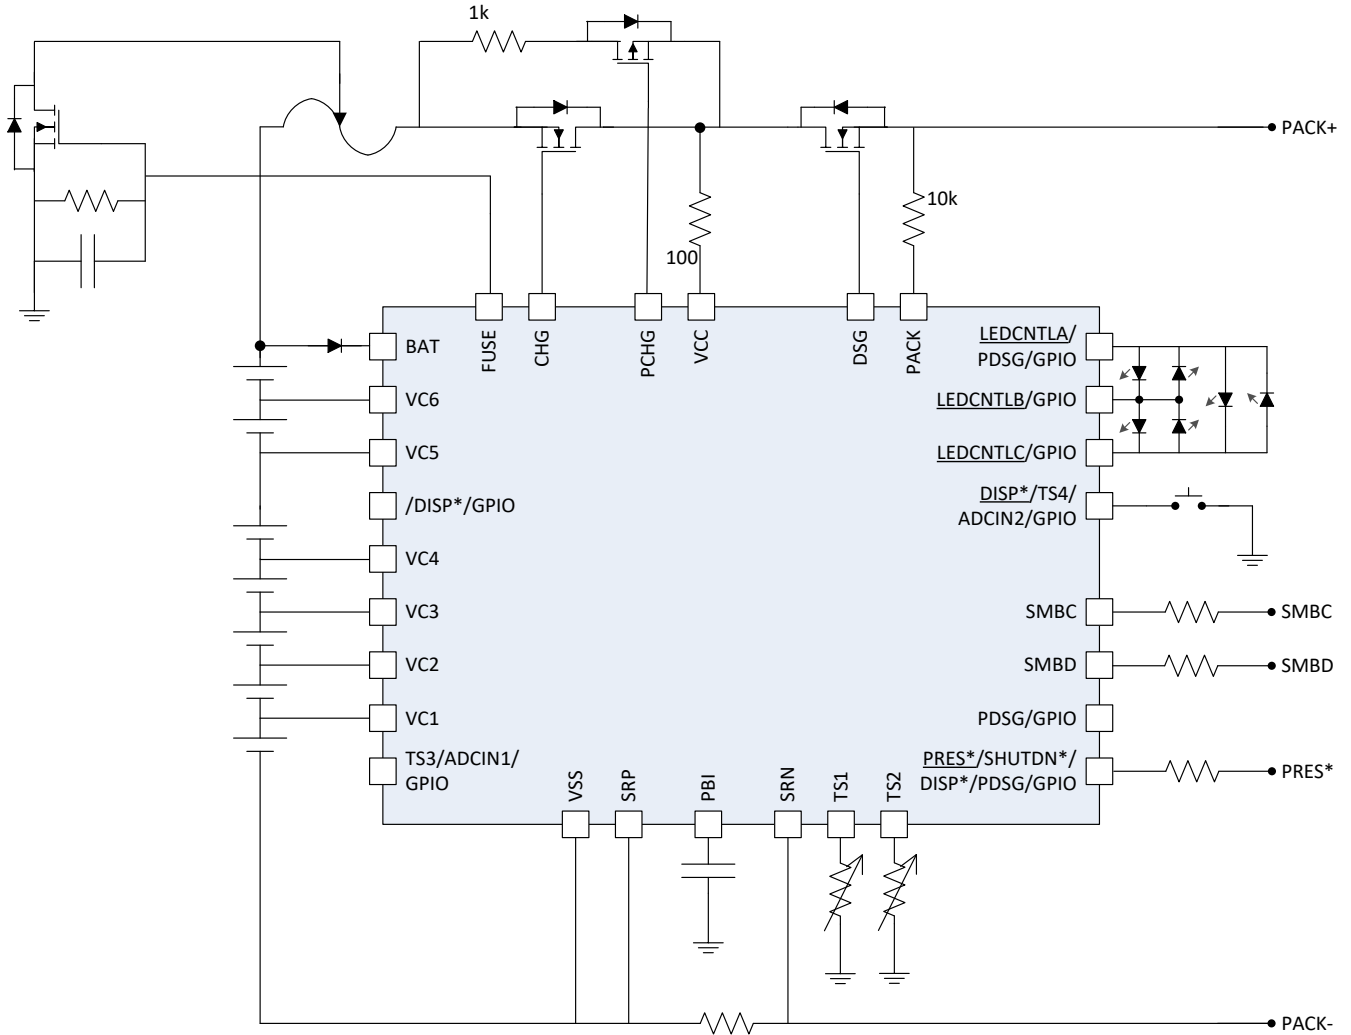 1k
PACK+
10k
100
FUSE
CHG
PCHG
VCC
DSG
PACK
BAT
VC6
VC5
/DISP*/GPIO
VC4
VC3
VC2
VC1
TS3/ADCIN1/
GPIO
LEDCNTLA/
PDSG/GPIO
LEDCNTLB/GPIO
LEDCNTLC/GPIO
DISP*/TS4/
ADCIN2/GPIO
SMBC
SMBC
SMBD
SMBD
PDSG/GPIO
PRES*/SHUTDN*/
DISP*/PDSG/GPIO
PRES*
VSS
SRP
PBI
SRN
TS1
TS2
PACK-